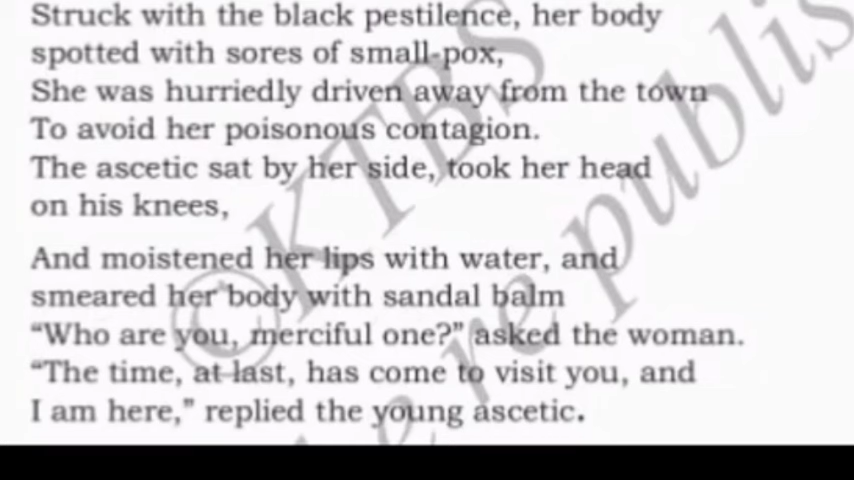 Struck with the black pestilence, her body
spotted with sores of small-pox,
She was hurriedly driven away from the town
To avoid her poisonous contagion.
The ascetic sat by her side, took her head
on his knees,
And moistened her lips with water, and
smeared her body with sandal balm
“Who are you, merciful one?” asked the woman.
“The time, at last, has come to visit you, and
I am here,” replied the young ascetic.
©KTBS
be republis